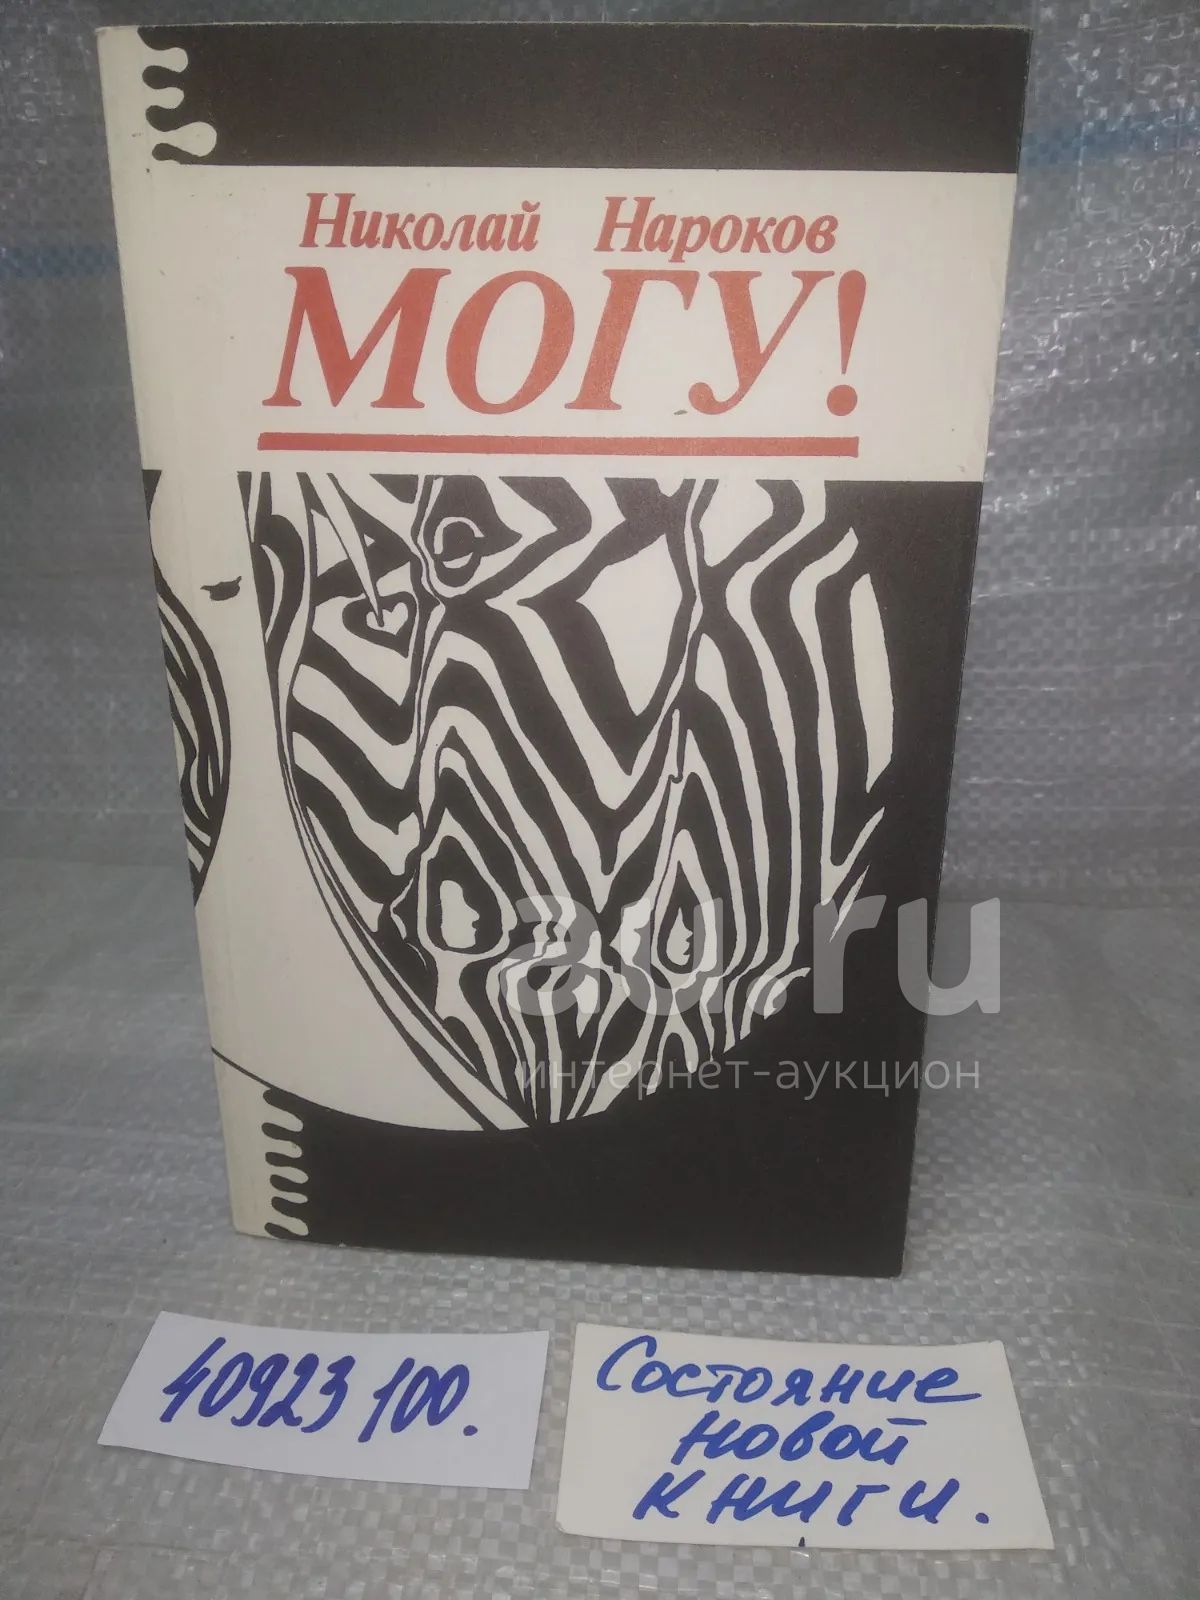 Николай Нароков
МОГУ!
au.ru
интернет-аукцион
40923 100.
Состояние
новой
книги.